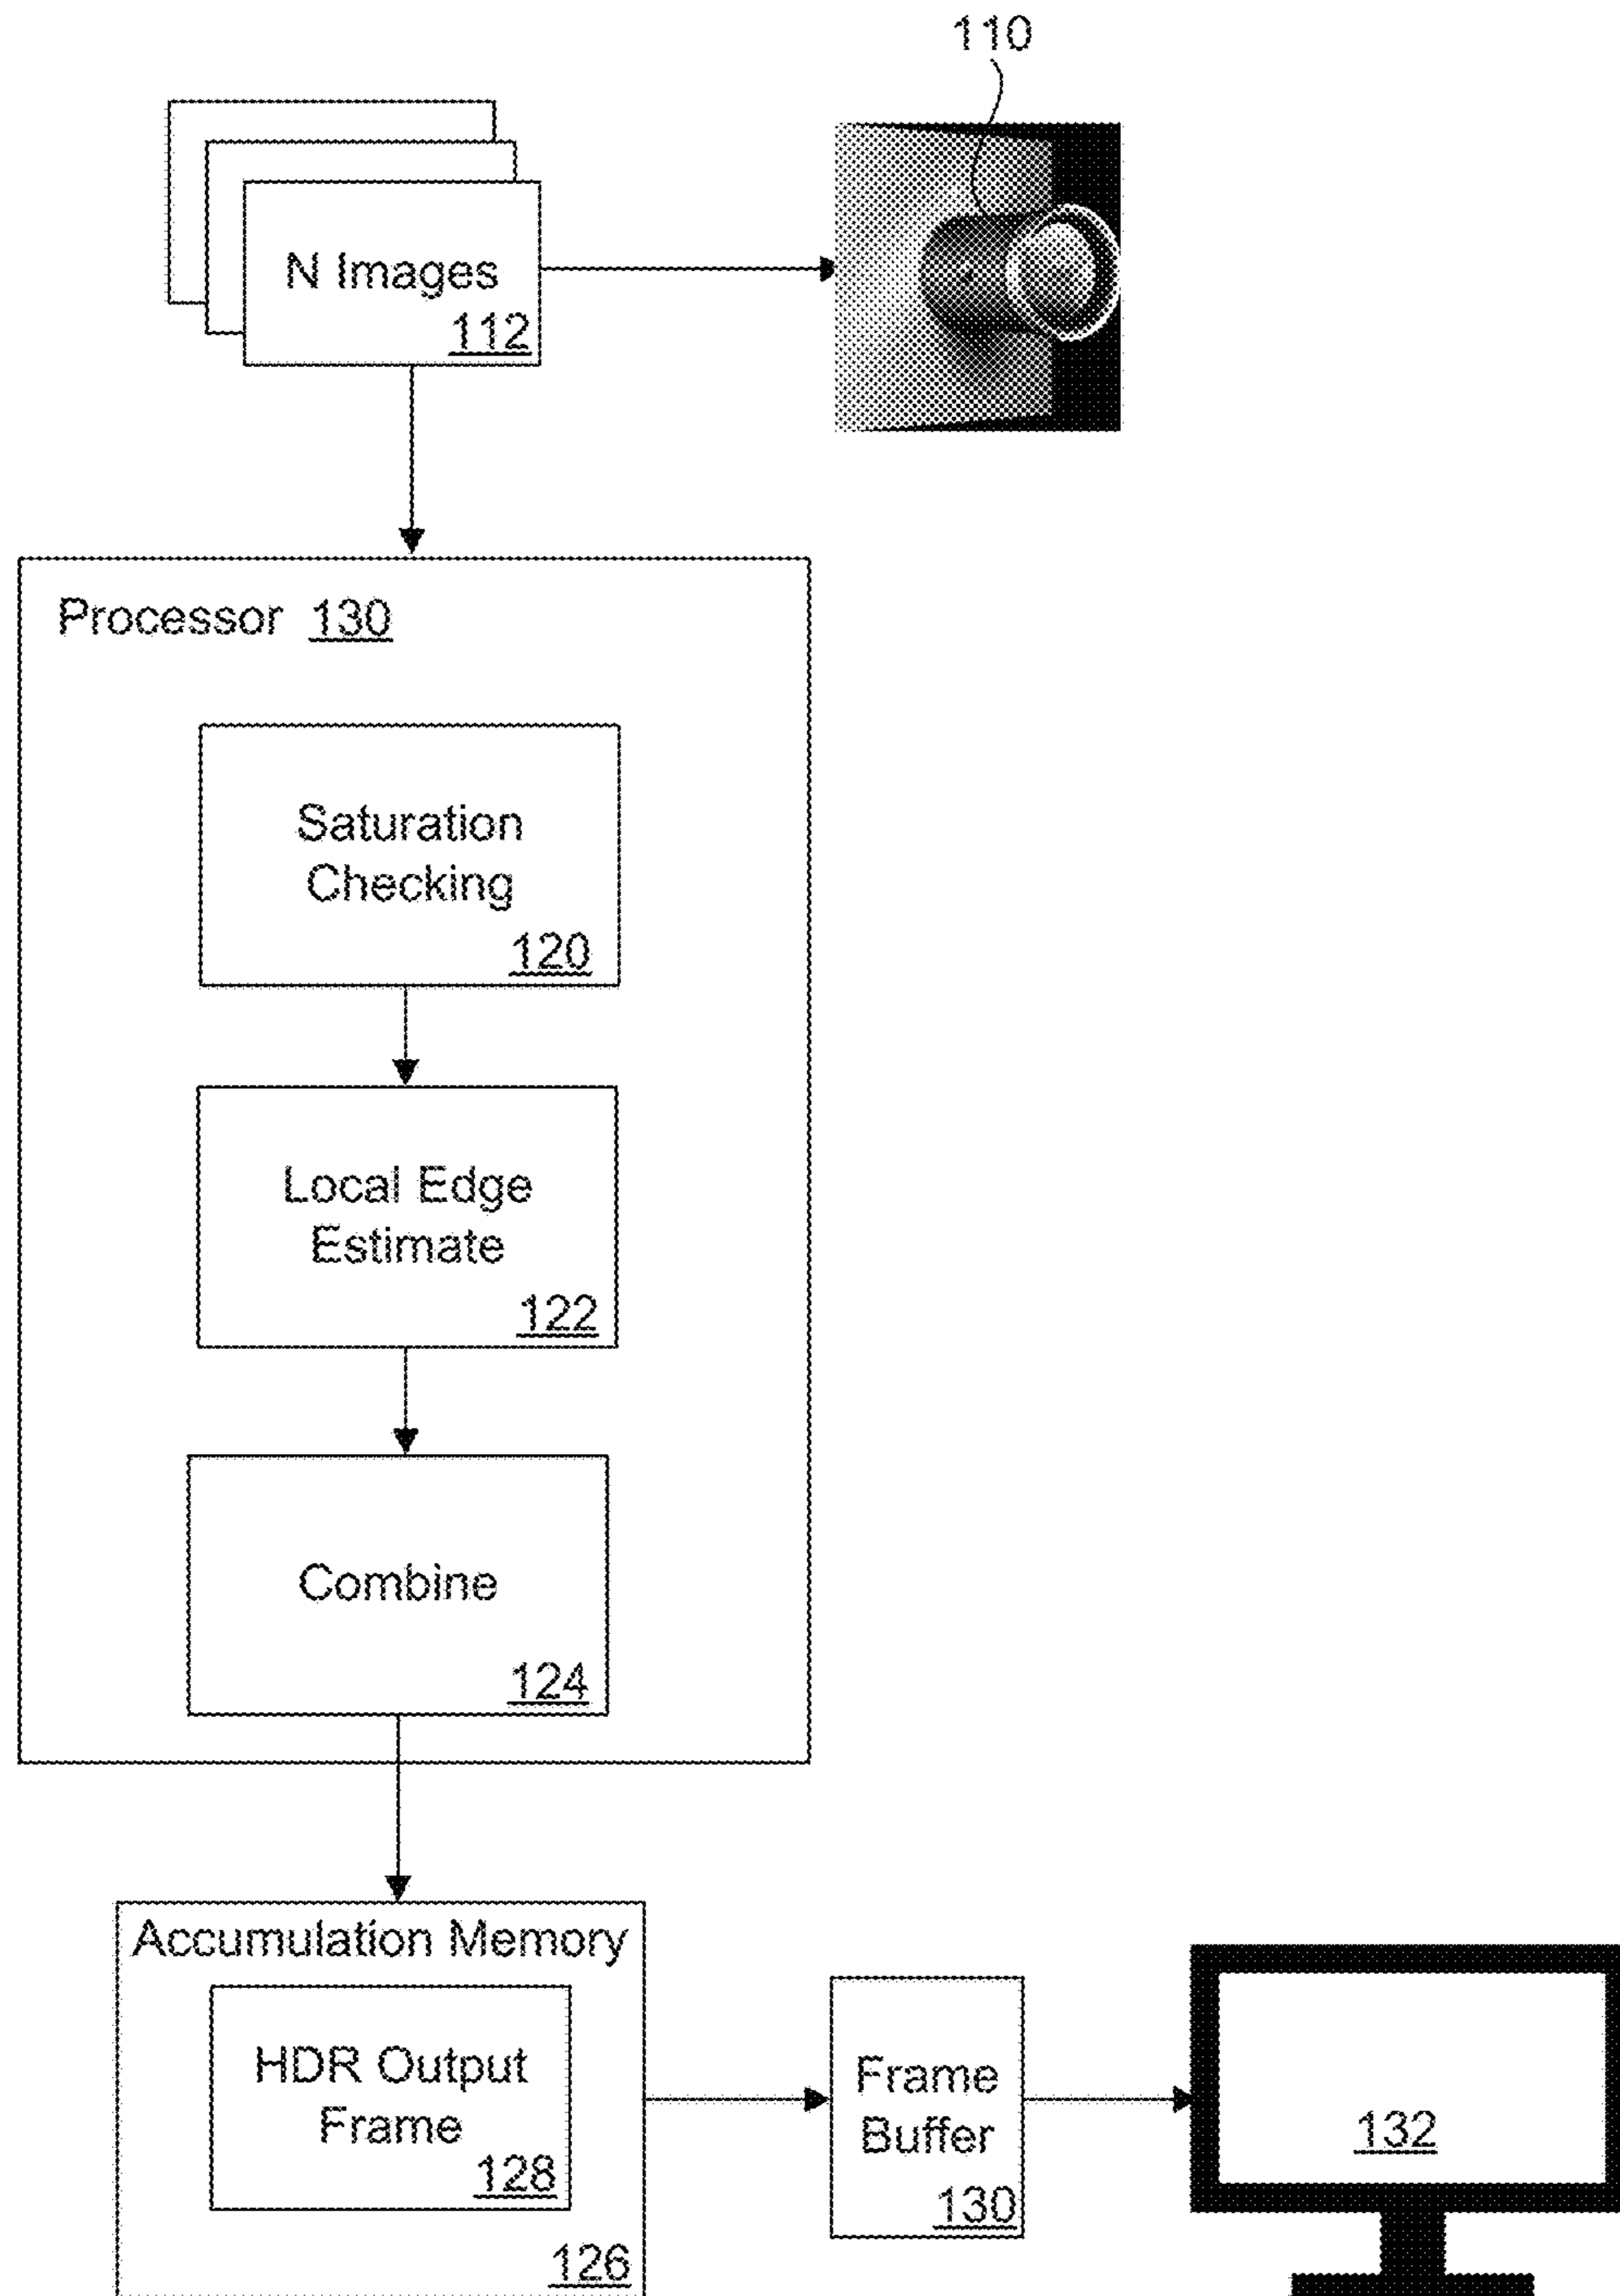 110
N Images
112
Processor 130
Saturation
Checking
120
Local Edge
Estimate
122
Combine
124
Accumulation Memory
HDR Output
Frame
128
126
Frame
Buffer
130
132